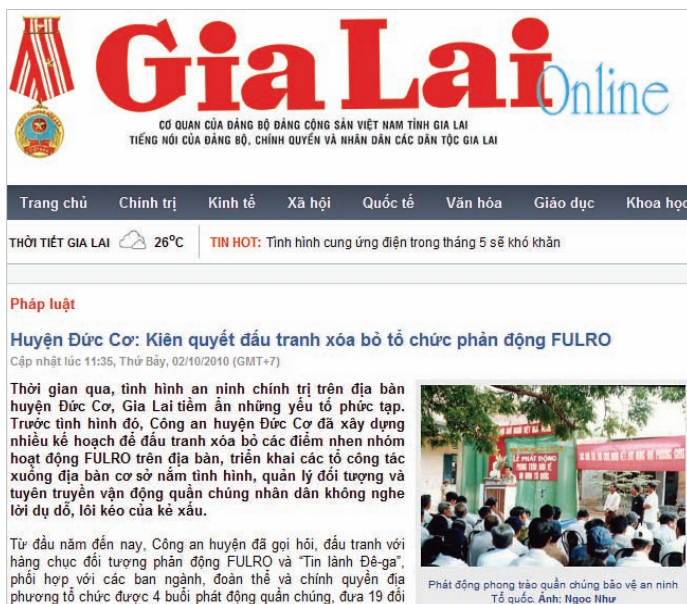 Gia Lai Online
CƠ QUAN CỦA ĐẢNG BỘ ĐẢNG CỘNG SẢN VIỆT NAM TỈNH GIA LAI
TIẾNG NÓI CỦA ĐẢNG BỘ, CHÍNH QUYỀN VÀ NHÂN DÂN CÁC DÂN TỘC GIA LAI
Trang chủ Chính trị Kinh tế Xã hội Quốc tế Văn hóa Giáo dục Khoa học
THỜI TIẾT GIA LAI 26°C TIN HOT: Tình hình cung ứng điện trong tháng 5 sẽ khó khăn
Pháp luật
Huyện Đức Cơ: Kiên quyết đấu tranh xóa bỏ tổ chức phản động FULRO
Cập nhật lúc 11:35, Thứ Bảy, 02/10/2010 (GMT+7)
Thời gian qua, tình hình an ninh chính trị trên địa bàn
huyện Đức Cơ, Gia Lai tiềm ẩn những yếu tố phức tạp.
Trước tình hình đó, Công an huyện Đức Cơ đã xây dựng
nhiều kế hoạch để đấu tranh xóa bỏ các điểm nhen nhóm
hoạt động FULRO trên địa bàn, triển khai các tổ công tác
xuống địa bàn cơ sở nắm tình hình, quản lý đối tượng và
tuyên truyền vận động quần chúng nhân dân không nghe
lời dụ dỗ, lôi kéo của kẻ xấu.
Từ đầu năm đến nay, Công an huyện đã gọi hỏi, đấu tranh với
hàng chục đối tượng phản động FULRO và “Tin lành Đê-ga”,
phối hợp với các ban ngành, đoàn thể và chính quyền địa
phương tổ chức được 4 buổi phát động quần chúng, đưa 19 đối
LỄ PHÁT ĐỘNG
Phát động phong trào quần chúng bảo vệ an ninh
Tổ quốc. Ảnh: Ngọc Như